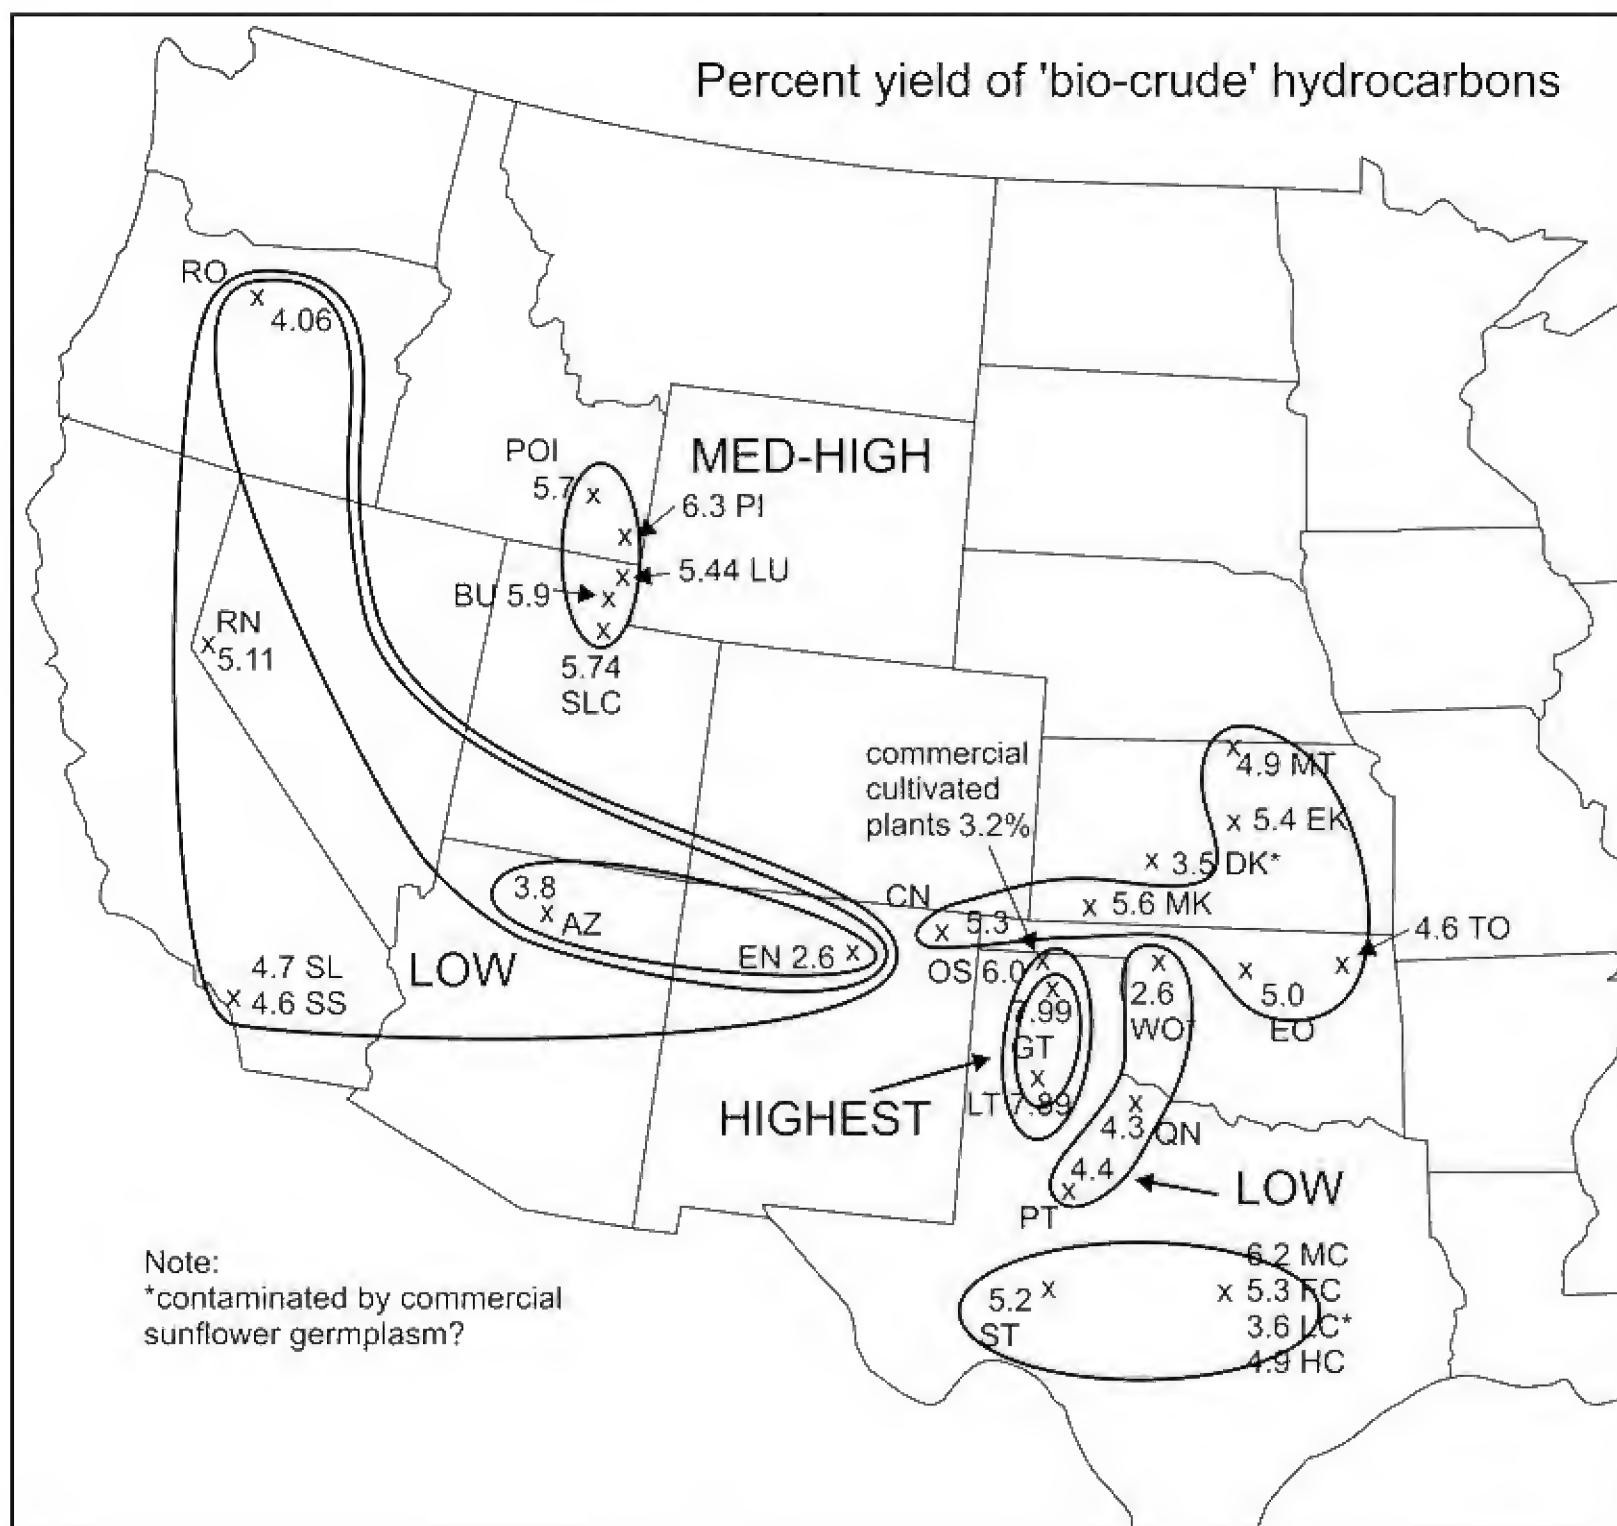 Percent yield of 'bio-crude' hydrocarbons
RO
4.06
POI
5.7
MED-HIGH
6.3 PI
5.44 LU
BU 5.9
RN
5.11
5.74
SLC
commercial
cultivated
plants 3.2%
4.9 MT
5.4 EK
3.5 DK*
CN
5.6 MK
5.3
4.6 TO
3.8
AZ
EN 2.6
LOW
4.7 SL
4.6 SS
OS 6.0
7.99
GT
2.6
WO
5.0
EO
LT 7.89
HIGHEST
4.3 QN
4.4
PT
LOW
Note:
*contaminated by commercial
sunflower germplasm?
5.2
ST
6.2 MC
5.3 FC
3.6 LC*
4.9 HC